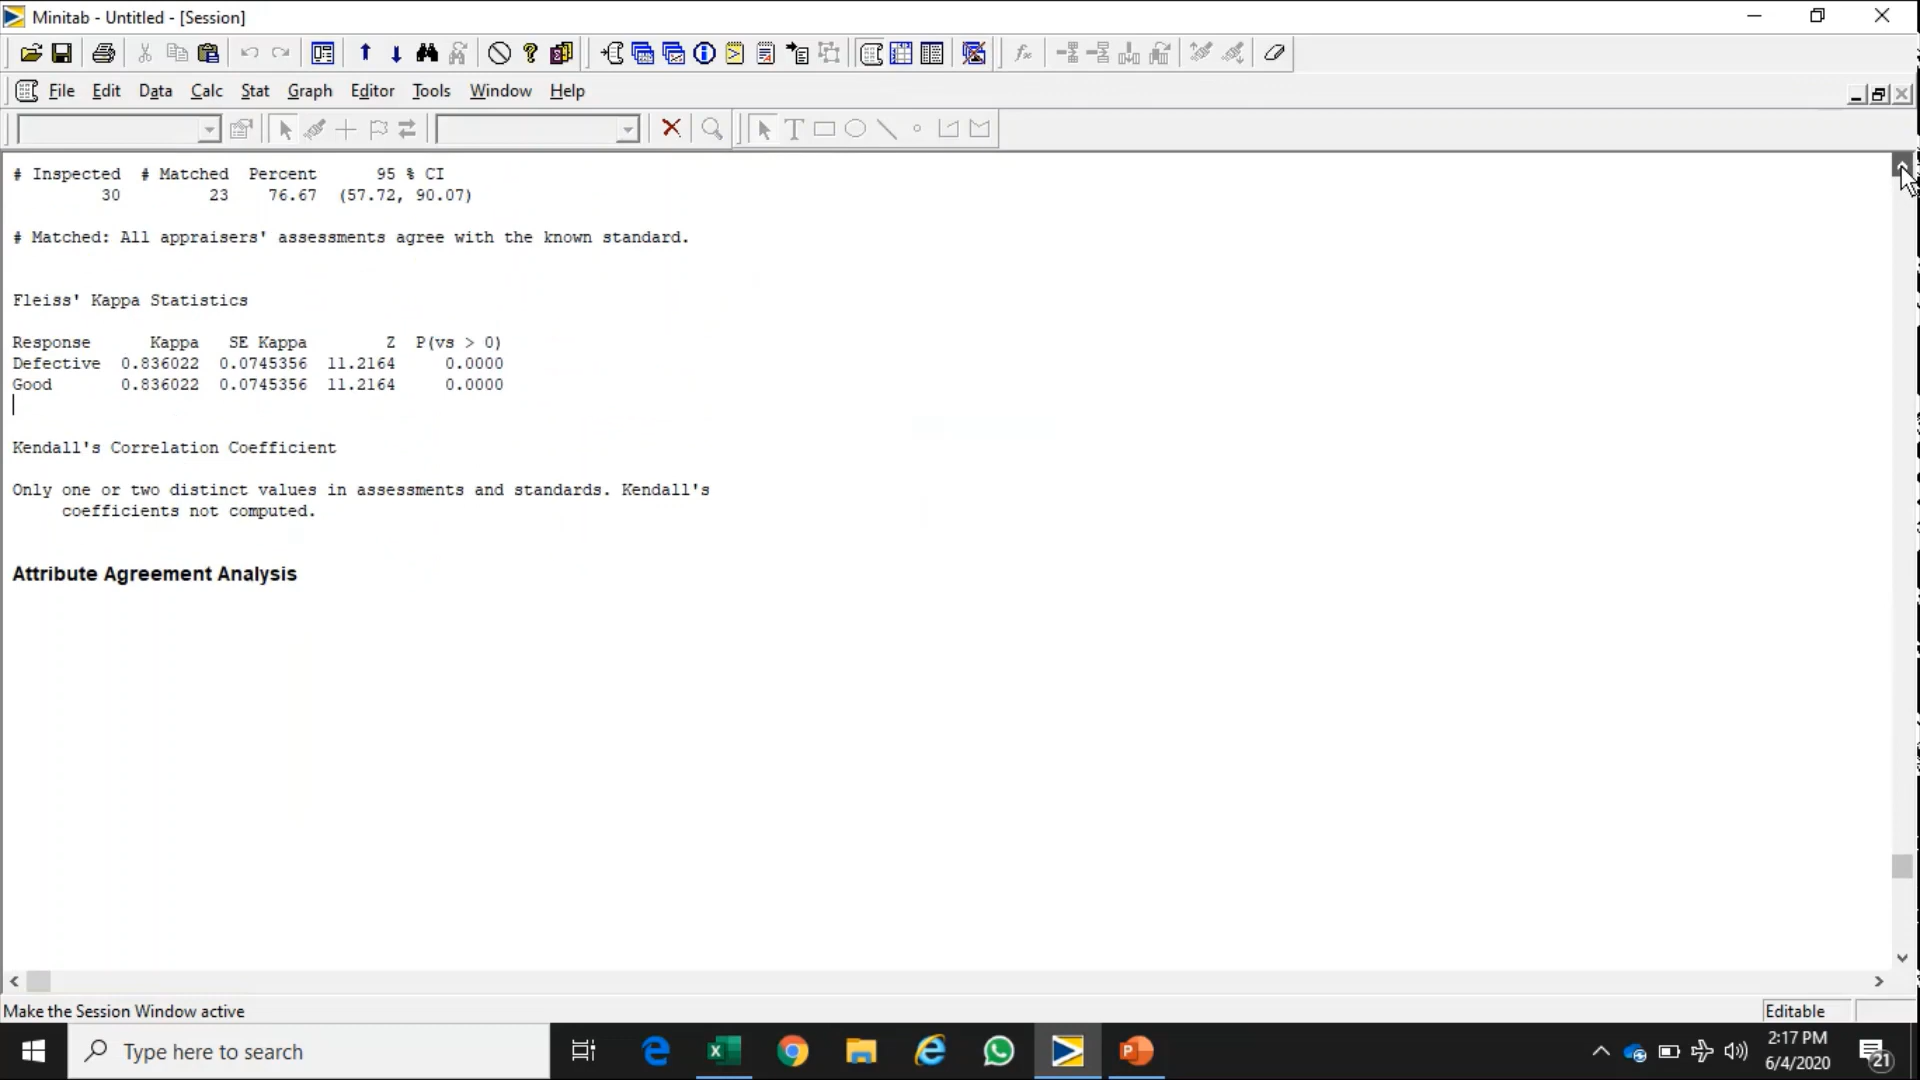 Minitab - Untitled - [Session]
File Edit Data Calc Stat Graph Editor Tools Window Help
# Inspected # Matched Percent 95 % CI
30 23 76.67 (57.72, 90.07)
# Matched: All appraisers' assessments agree with the known standard.
Fleiss' Kappa Statistics
Response Kappa SE Kappa Z P(vs > 0)
Defective 0.836022 0.0745356 11.2164 0.0000
Good 0.836022 0.0745356 11.2164 0.0000
Kendall's Correlation Coefficient
Only one or two distinct values in assessments and standards. Kendall's
coefficients not computed.
Attribute Agreement Analysis
Make the Session Window active
Editable
Type here to search
2:17 PM
6/4/2020
21